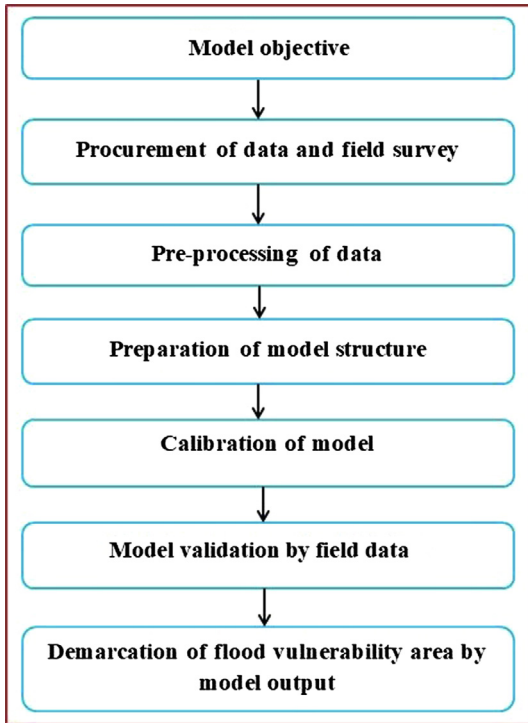 Model objective
Procurement of data and field survey
Pre-processing of data
Preparation of model structure
Calibration of model
Model validation by field data
Demarcation of flood vulnerability area by
model output